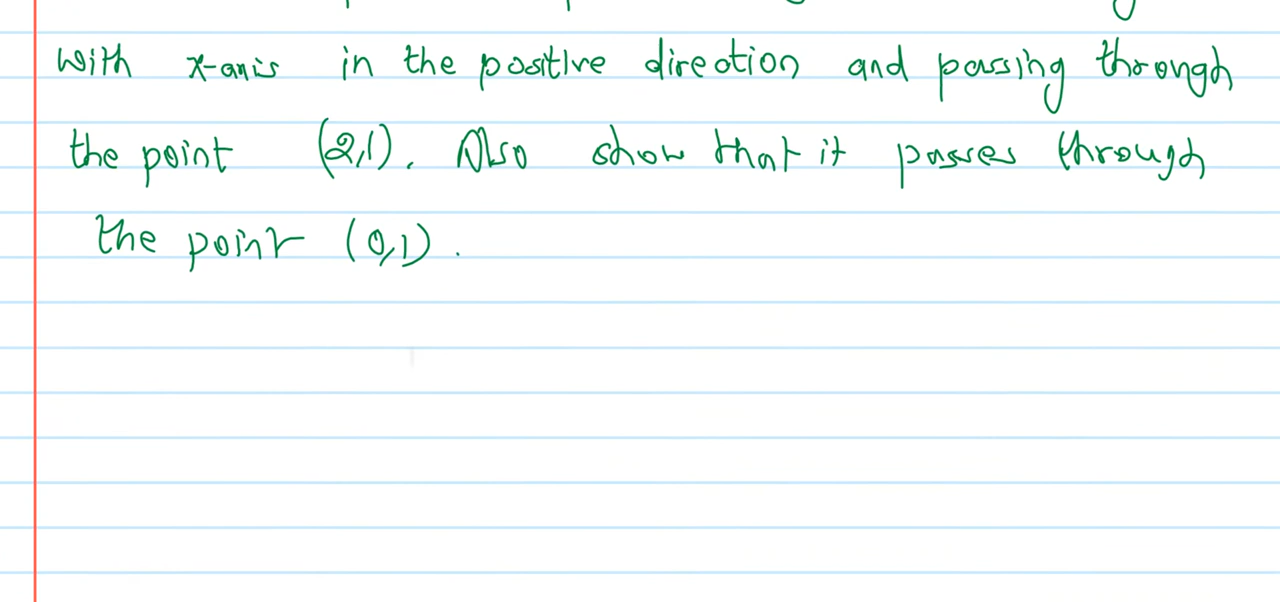 with x-axis in the positive direction and passing through
the point (2,1). Also show that it passes through
the point (0,1).